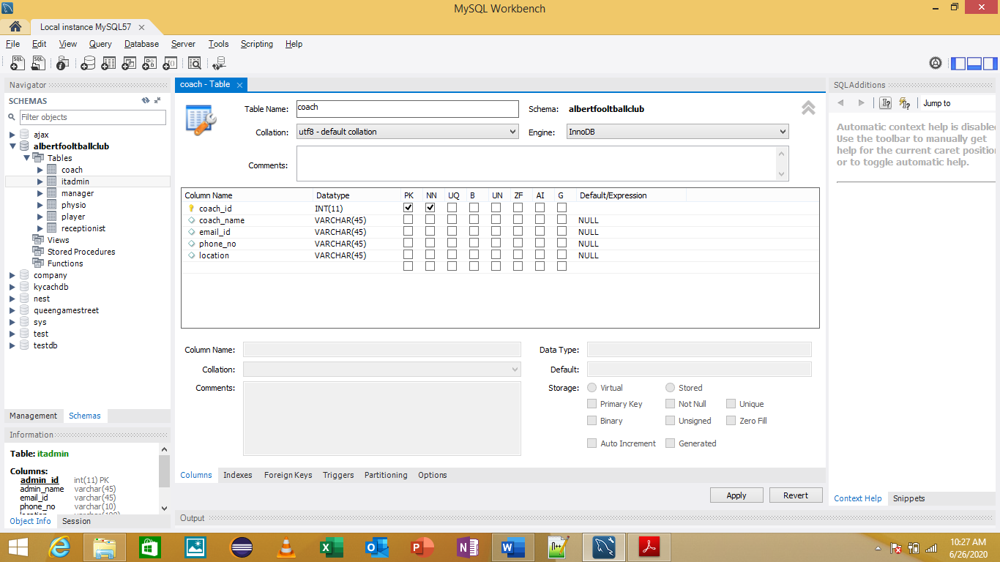 MySQL Workbench
Local instance MySQL57
File Edit View Query Database Server Tools Scripting Help
Navigator
SCHEMAS
Filter objects
ajax
albertfooltballclub
Tables
coach
itadmin
manager
physio
player
receptionist
Views
Stored Procedures
Functions
company
kycachdb
nest
queengamestreet
sys
test
testdb
Management Schemas
Information
Table: itadmin
Columns:
admin_id int(11) PK
admin_name varchar(45)
email_id varchar(45)
phone_no varchar(10)
location varchar(100)
Object Info Session
coach - Table
Table Name: coach Schema: albertfooltballclub
Collation: utf8 - default collation Engine: InnoDB
Comments:
Column Name Datatype PK NN UQ B UN ZF AI G Default/Expression
coach_id INT(11)
coach_name VARCHAR(45) NULL
email_id VARCHAR(45) NULL
phone_no VARCHAR(45) NULL
location VARCHAR(45) NULL
Column Name: Data Type:
Collation: Default:
Comments: Storage: Virtual Stored
Primary Key Not Null Unique
Binary Unsigned Zero Fill
Auto Increment Generated
Columns Indexes Foreign Keys Triggers Partitioning Options
Apply Revert
Output
SQLAdditions
Jump to
Automatic context help is disabled
Use the toolbar to manually get
help for the current caret position
or to toggle automatic help.
Context Help Snippets
10:27 AM
6/26/2020